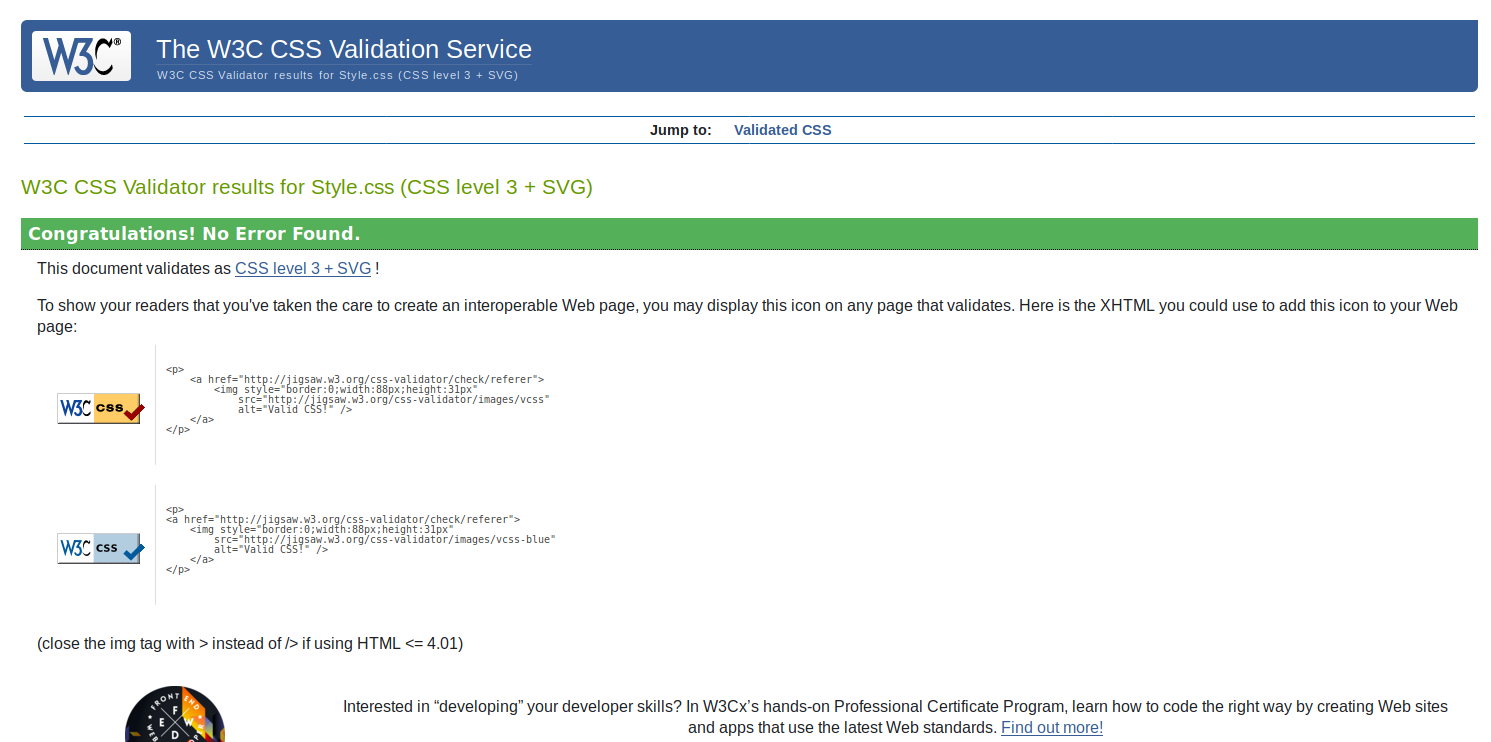 W3C®
The W3C CSS Validation Service
W3C CSS Validator results for Style.css (CSS level 3 + SVG)
Jump to: Validated CSS
W3C CSS Validator results for Style.css (CSS level 3 + SVG)
Congratulations! No Error Found.
This document validates as CSS level 3 + SVG !
To show your readers that you've taken the care to create an interoperable Web page, you may display this icon on any page that validates. Here is the XHTML you could use to add this icon to your Web
page:
W3C css
<p>
    <a href="http://jigsaw.w3.org/css-validator/check/referer">
        <img style="border:0;width:88px;height:31px"
            src="http://jigsaw.w3.org/css-validator/images/vcss"
            alt="Valid CSS!" />
    </a>
</p>
W3C css
<p>
<a href="http://jigsaw.w3.org/css-validator/check/referer">
    <img style="border:0;width:88px;height:31px"
        src="http://jigsaw.w3.org/css-validator/images/vcss-blue"
        alt="Valid CSS!" />
    </a>
</p>
(close the img tag with > instead of /> if using HTML <= 4.01)
FRONT END
F
E W
D
WEB
Interested in “developing” your developer skills? In W3Cx’s hands-on Professional Certificate Program, learn how to code the right way by creating Web sites
and apps that use the latest Web standards. Find out more!